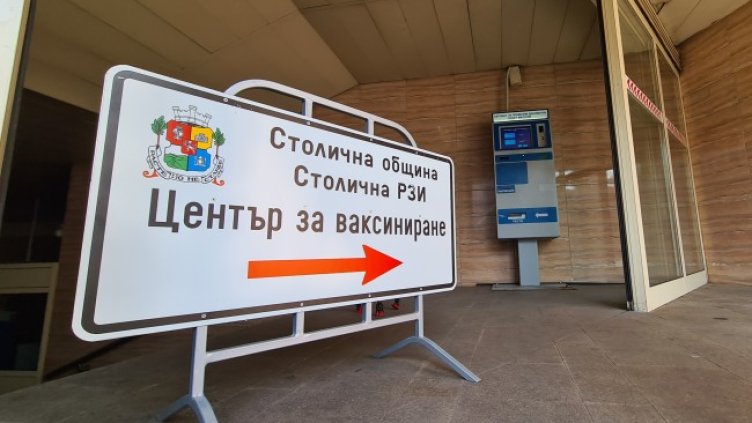 Столична община
Столична РЗИ
Център за ваксиниране